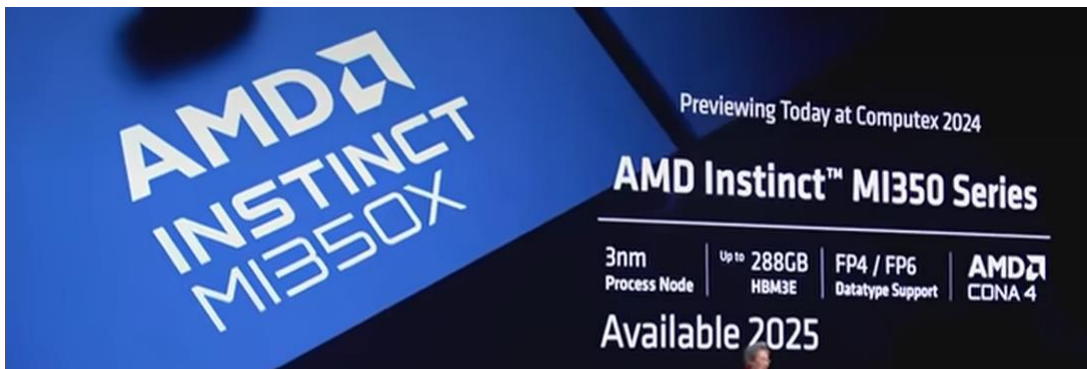 AMD
INSTINCT
MI350X
Previewing Today at Computex 2024
AMD Instinct™ MI350 Series
3nm
Process Node
Up to 288GB
HBM3E
FP4 / FP6
Datatype Support
AMD
CDNA 4
Available 2025